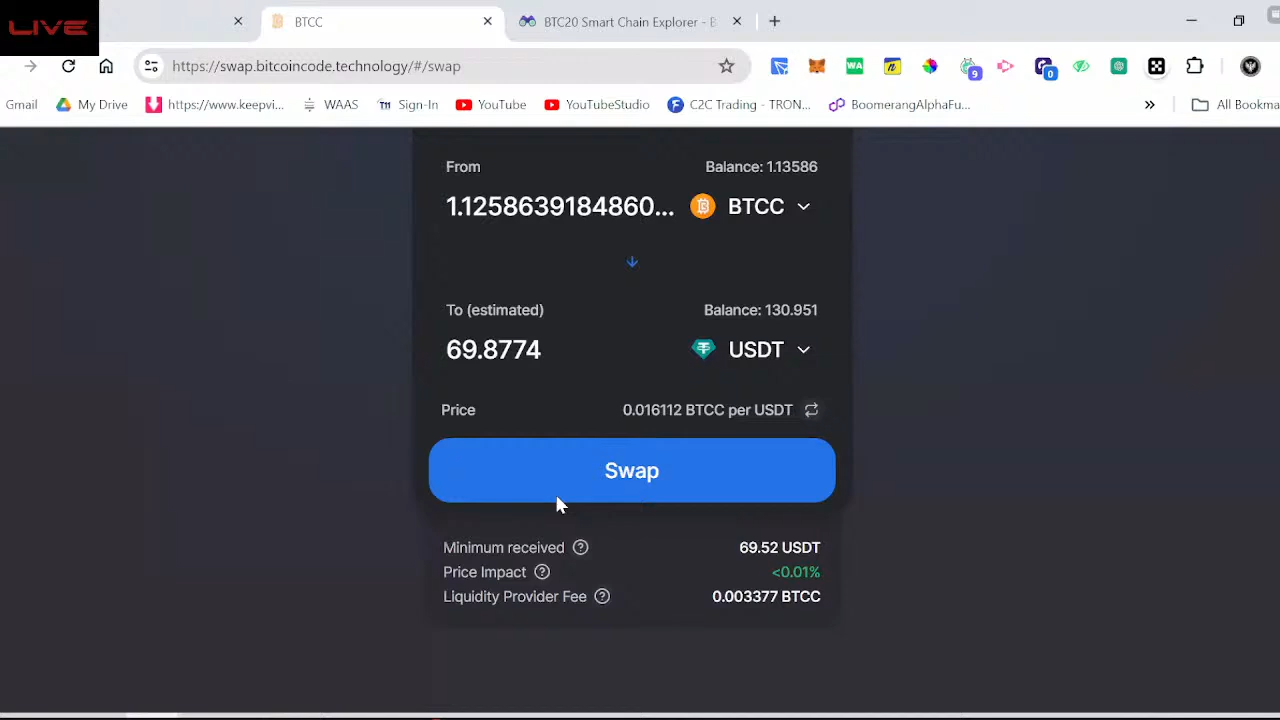 LIVE
BTCC
BTC20 Smart Chain Explorer - B
https://swap.bitcoincode.technology/#/swap
WA
n
9
0
Gmail
My Drive
https://www.keepvi...
WAAS
Sign-In
YouTube
YouTubeStudio
C2C Trading - TRON...
BoomerangAlphaFu...
»
All Bookma
From
Balance: 1.13586
1.1258639184860...
BTCC
To (estimated)
Balance: 130.951
69.8774
USDT
Price
0.016112 BTCC per USDT
Swap
Minimum received
69.52 USDT
Price Impact
<0.01%
Liquidity Provider Fee
0.003377 BTCC